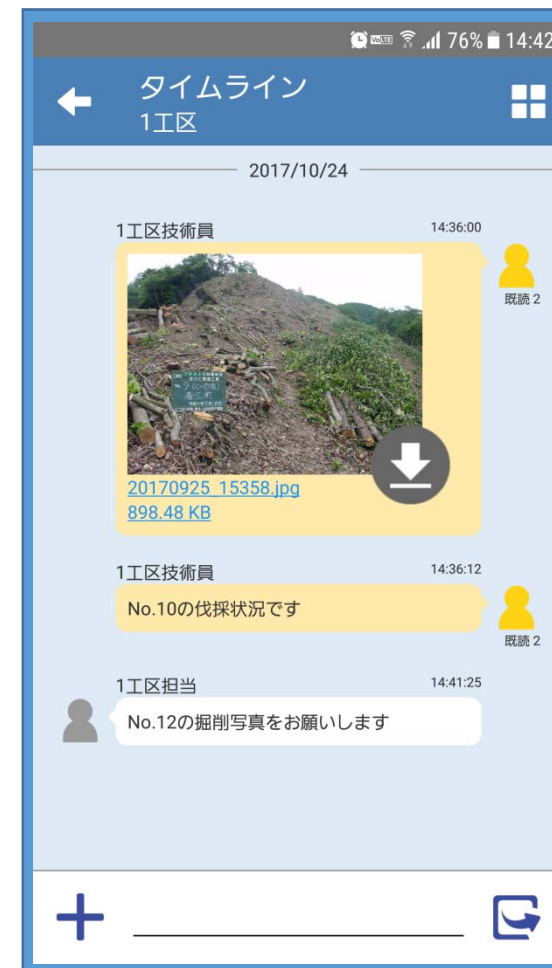 76% 14:42
タイムライン
1工区
2017/10/24
1工区技術員 14:36:00
既読 2
20170925_15358.jpg
898.48 KB
1工区技術員 14:36:12
No.10の伐採状況です
既読 2
1工区担当 14:41:25
No.12の掘削写真をお願いします